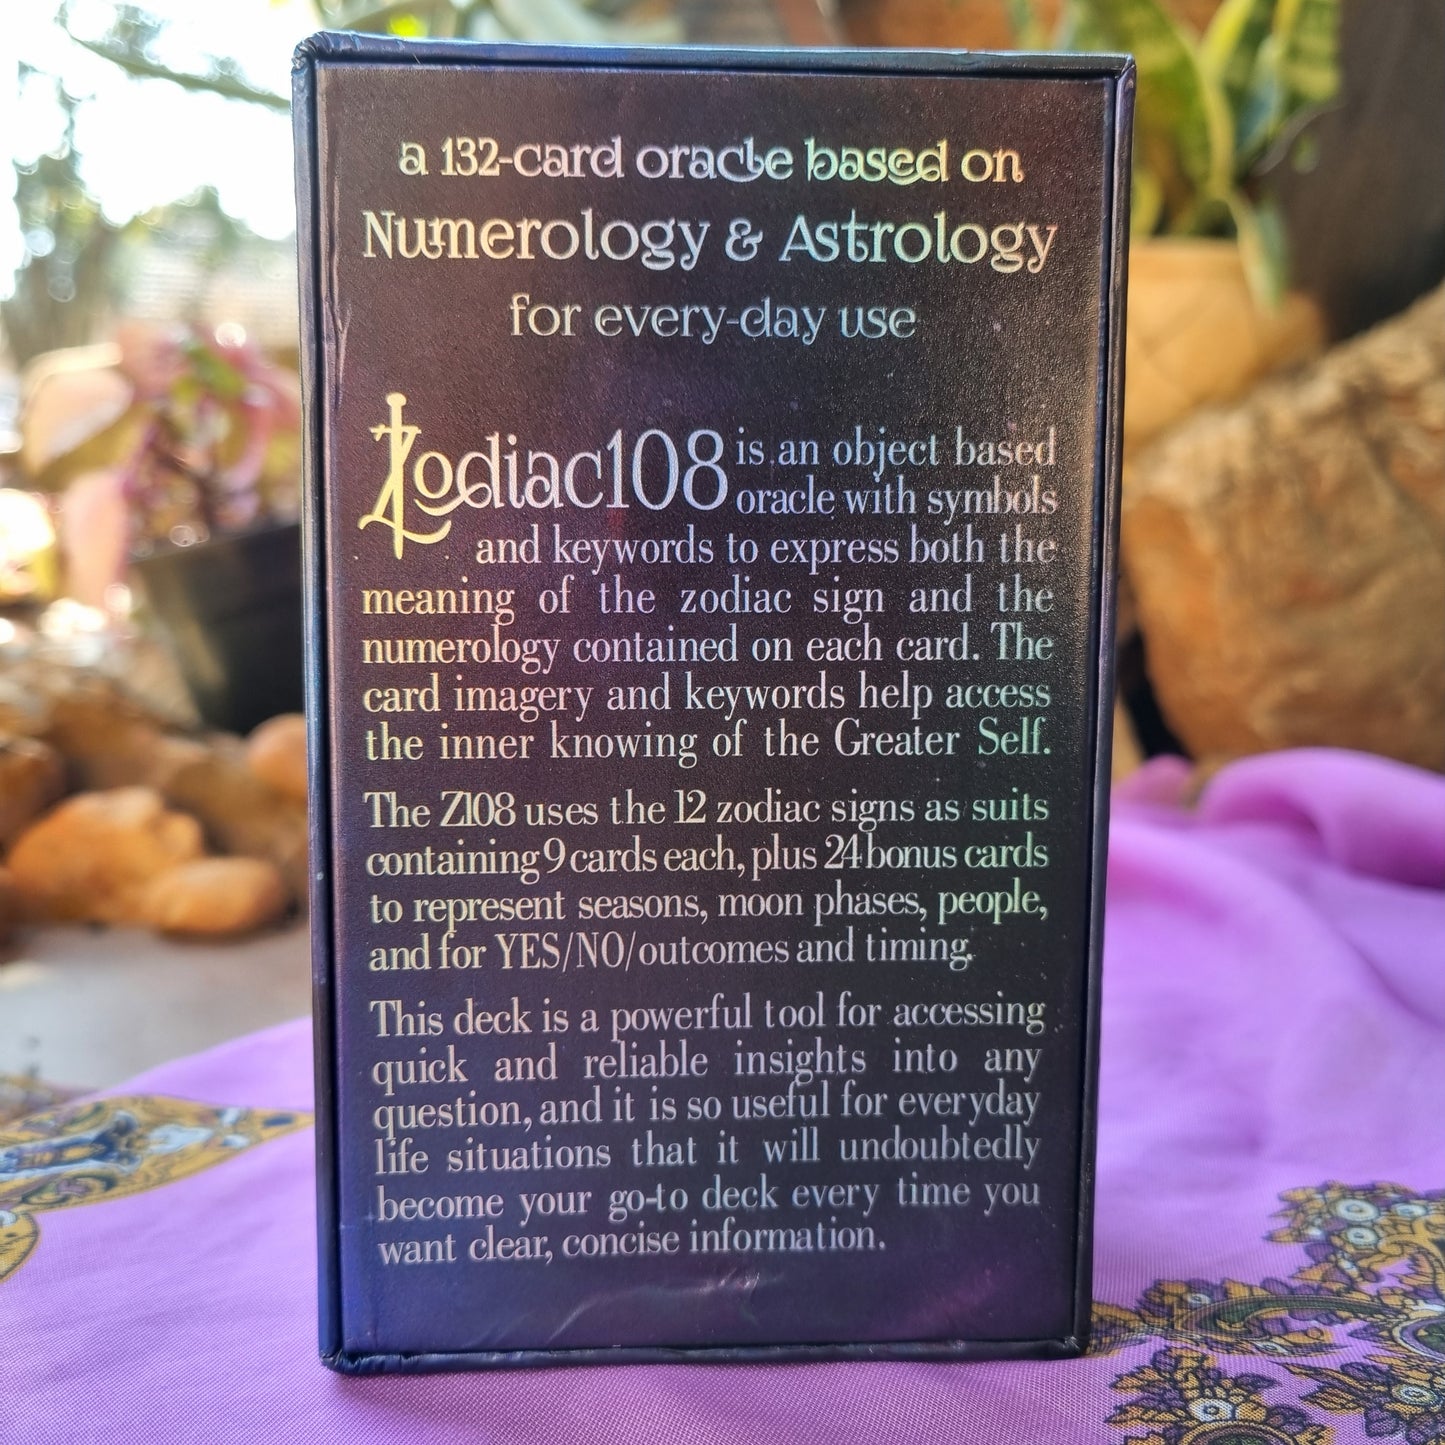 a 132-card oracle based on
Numerology & Astrology
for every-day use
Zodiac108 is an object based
oracle with symbols
and keywords to express both the
meaning of the zodiac sign and the
numerology contained on each card. The
card imagery and keywords help access
the inner knowing of the Greater Self.
The Z108 uses the 12 zodiac signs as suits
containing 9 cards each, plus 24 bonus cards
to represent seasons, moon phases, people,
and for YES/NO/outcomes and timing.
This deck is a powerful tool for accessing
quick and reliable insights into any
question, and it is so useful for everyday
life situations that it will undoubtedly
become your go-to deck every time you
want clear, concise information.